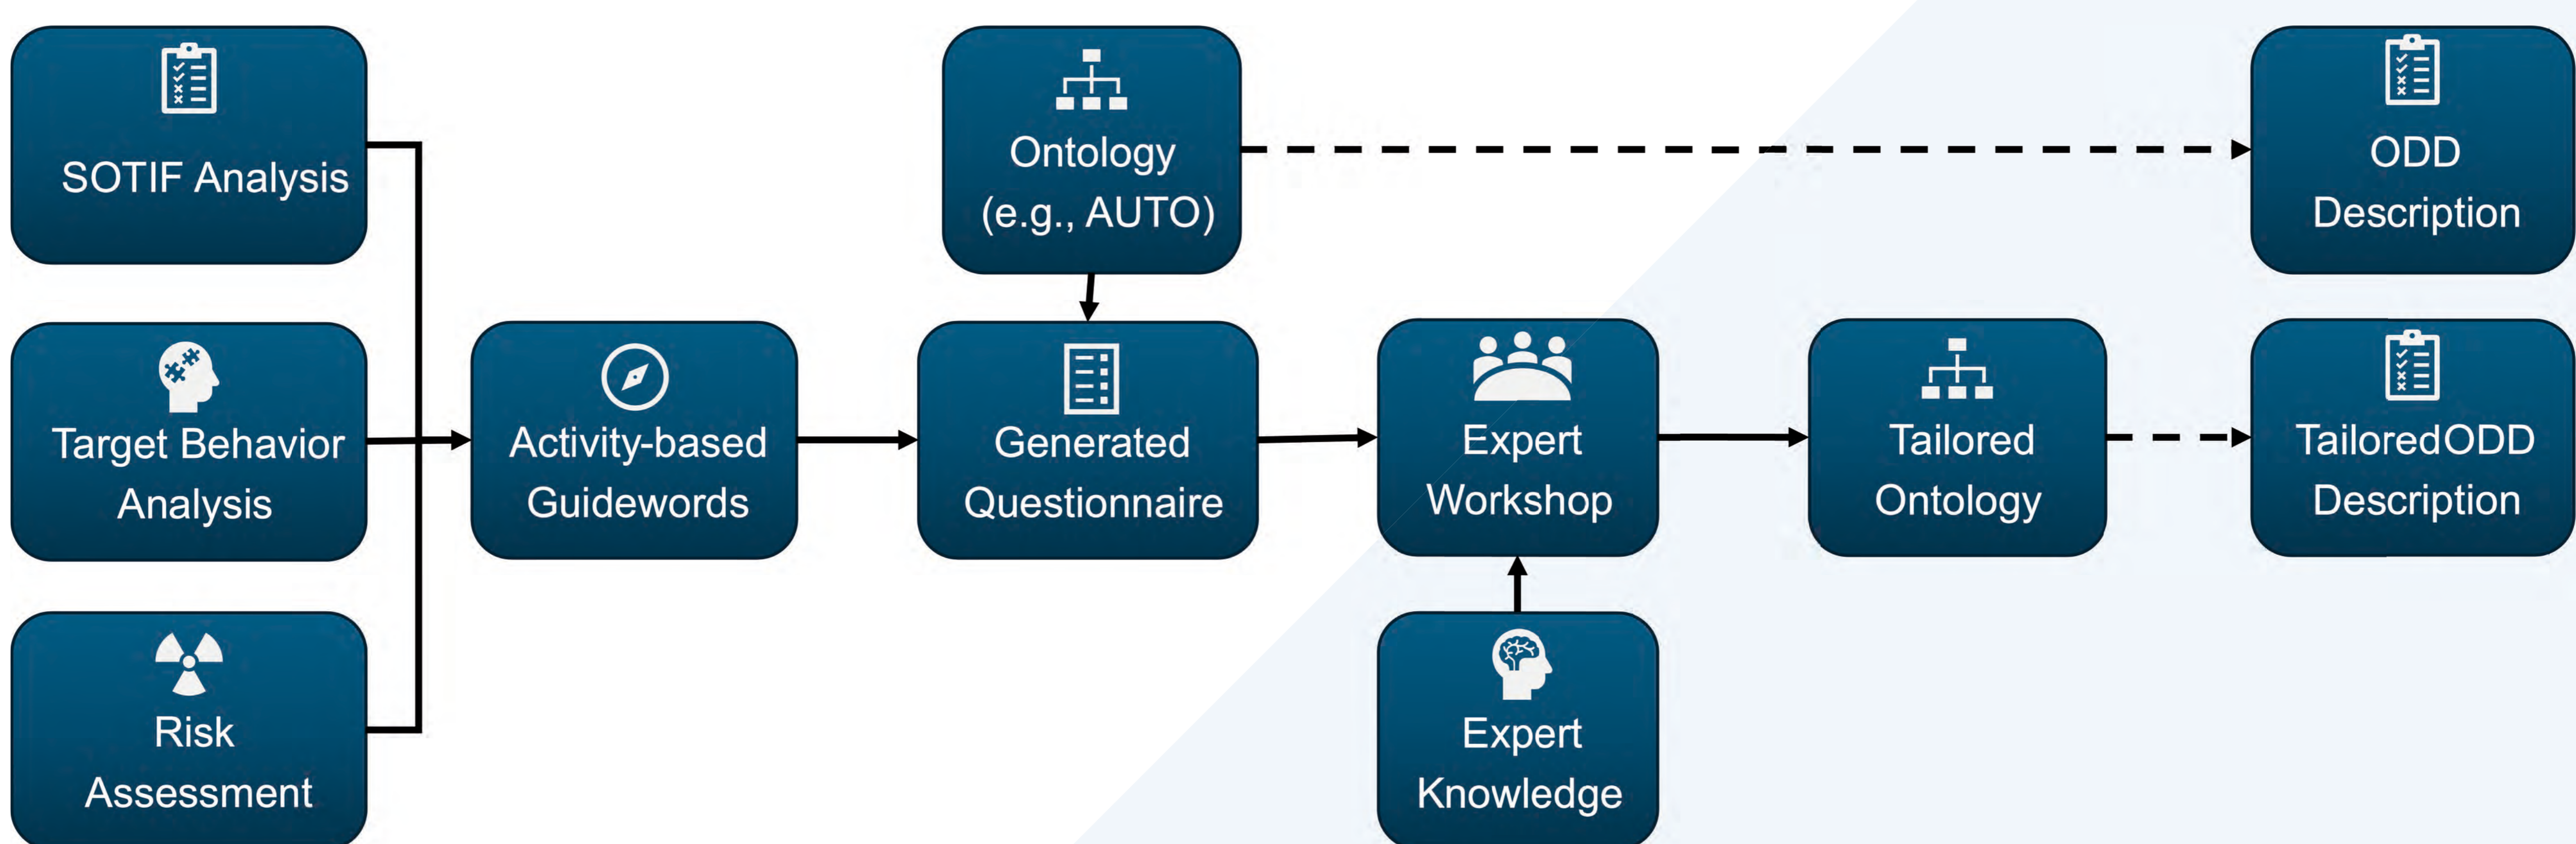 SOTIF Analysis
Ontology
(e.g., AUTO)
ODD
Description
Target Behavior
Analysis
Activity-based
Guidewords
Generated
Questionnaire
Expert
Workshop
Tailored
Ontology
TailoredODD
Description
Risk
Assessment
Expert
Knowledge